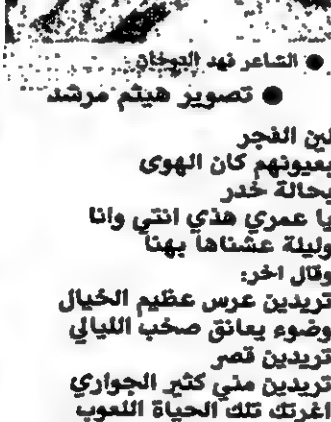 ● الشاعر فهد الدوخان
● تصوير هيثم مرشد
لين الفجر
بعيونهم كان الهوى
بحالة خدر
يا عمري هذي انتي وانا
وليلة عشناها بهنا
وقال اخر:
تريدين عرس عظيم الخيال
وضوء يعانق صخب الليالي
تريدين قصر
تريدين مني كثير الجواري
اغرتك تلك الحياة اللعوب